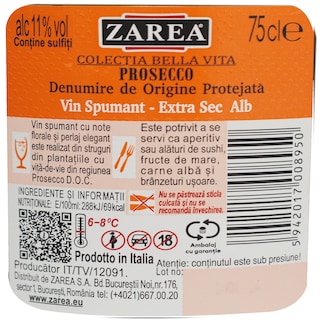 alc 11% vol
Conține sulfiți
ZAREA
75cl e
COLECȚIA BELLA VITA
PROSECCO
Denumire de Origine Protejată
Vin Spumant - Extra Sec Alb
Vin spumant cu note
florale și perlaj elegant
este realizat din struguri
din plantațiile cu
viță-de-vie din regiunea
Prosecco D.O.C.
Este potrivit a se
servi ca aperitiv
sau alături de sushi,
fructe de mare,
carne albă și
brânzeturi ușoare.
INGREDIENTE ȘI INFORMAȚII
NUTRIȚIONALE: E/100ml:288kJ/69kcal
Nu se păstrează sticla
culcată și nu se
recomandă învechirea.
6-8°C
18
Ambalaj
cu garanție
5942017008950
Prodotto in Italia
Producător IT/TV/12091.
Distribuit de ZAREA S.A. Bd. Bucureștii Noi,nr.176,
sector 1, București, România tel: (+4021)667.00.20
www.zarea.eu
Atenție: conținutul este sub presiune!
Lot no: